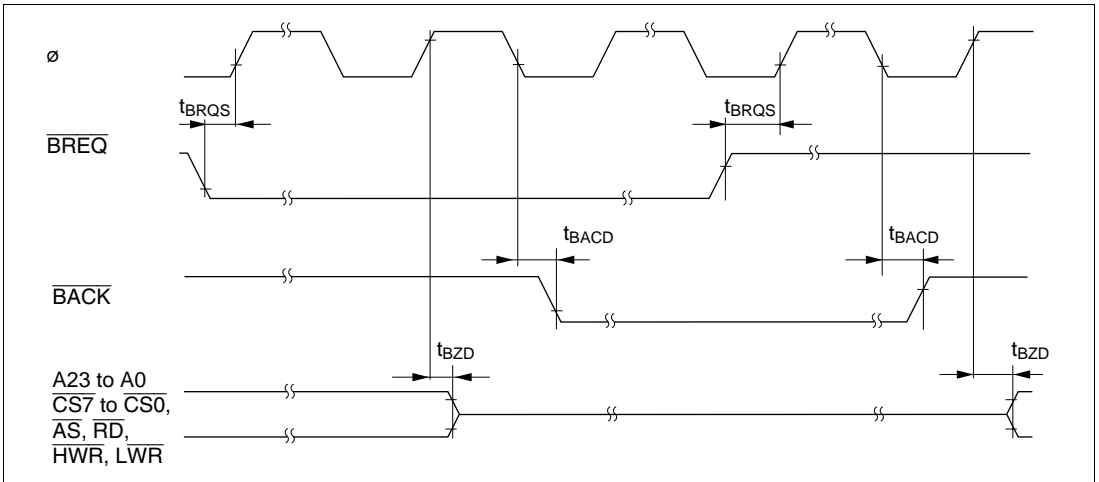 ø
tBRQS tBRQS
BREQ
tBACD tBACD
BACK
tBZD tBZD
A23 to A0
CS7 to CS0,
AS, RD,
HWR, LWR